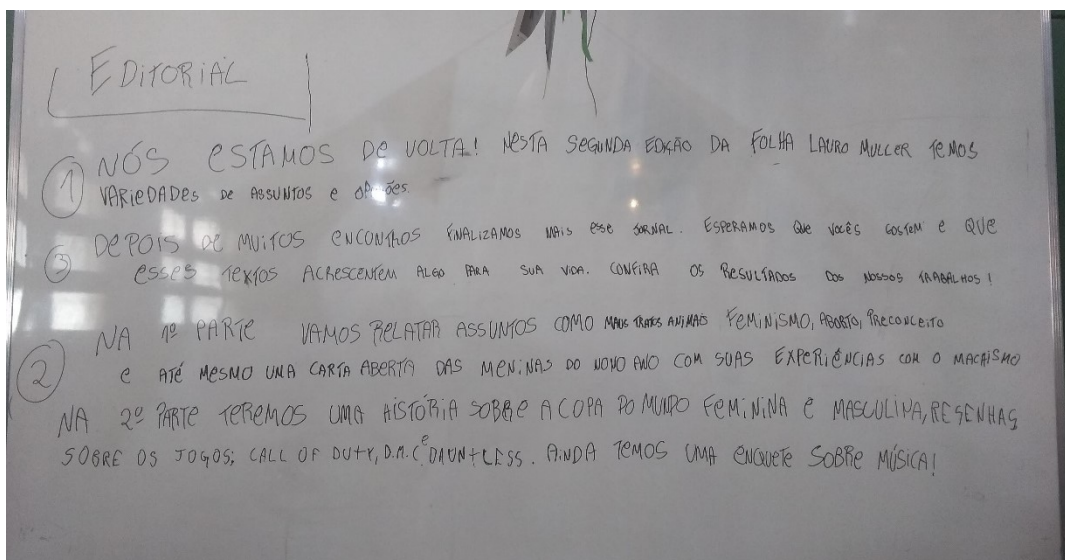 EDITORIAL
1 NÓS ESTAMOS DE VOLTA! NESTA SEGUNDA EDIÇÃO DA FOLHA LAURO MULLER TEMOS
VARIEDADES DE ASSUNTOS E OPÇÕES.
3 DEPOIS DE MUITOS ENCONTROS FINALIZAMOS MAIS ESSE JORNAL. ESPERAMOS QUE VOCÊS GOSTEM E QUE
ESSES TEXTOS ACRESCENTEM ALGO PARA SUA VIDA. CONFIRA OS RESULTADOS DOS NOSSOS TRABALHOS!
NA 1º PARTE VAMOS RELATAR ASSUNTOS COMO MAUS TRATOS ANIMAIS FEMINISMO, ABORTO, PRECONCEITO
2 E ATÉ MESMO UMA CARTA ABERTA DAS MENINAS DO NONO ANO COM SUAS EXPERIÊNCIAS COM O MACHISMO
NA 2º PARTE TEREMOS UMA HISTÓRIA SOBRE A COPA DO MUNDO FEMININA E MASCULINA, RESENHAS
SOBRE OS JOGOS: CALL OF DUTY, D.M.C e DAUNTLESS. AINDA TEMOS UMA ENQUETE SOBRE MÚSICA!